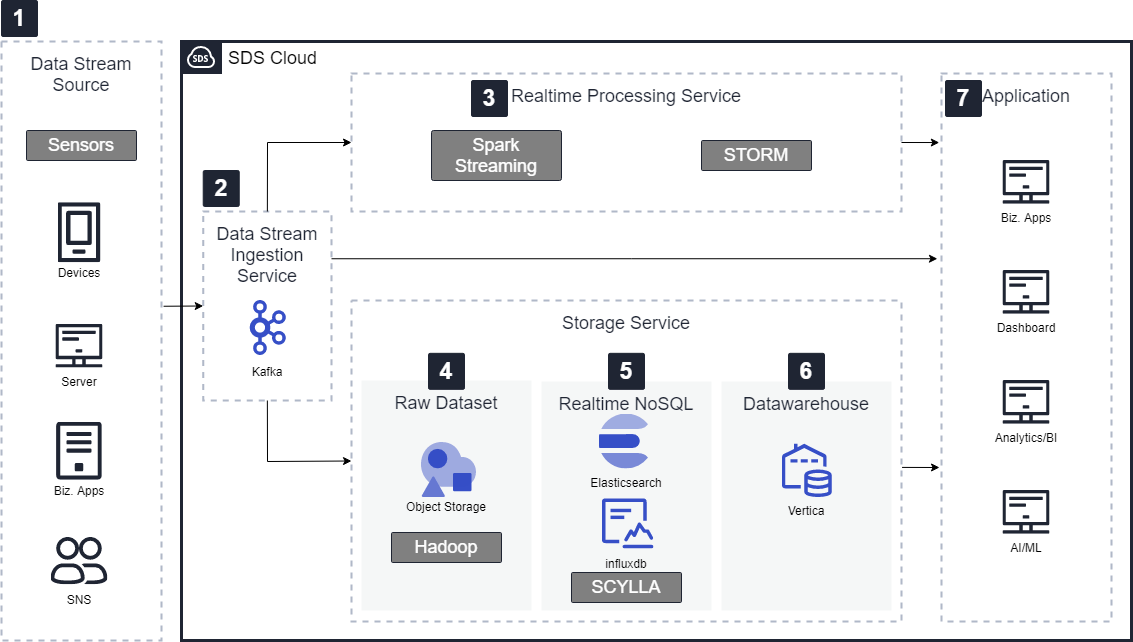 1
Data Stream
Source
Sensors
Devices
Server
Biz. Apps
SNS
SDS
SDS Cloud
2
Data Stream
Ingestion
Service
Kafka
3
Realtime Processing Service
Spark
Streaming
STORM
Storage Service
4
Raw Dataset
Object Storage
Hadoop
5
Realtime NoSQL
Elasticsearch
influxdb
SCYLLA
6
Datawarehouse
Vertica
7
Application
Biz. Apps
Dashboard
Analytics/BI
AI/ML